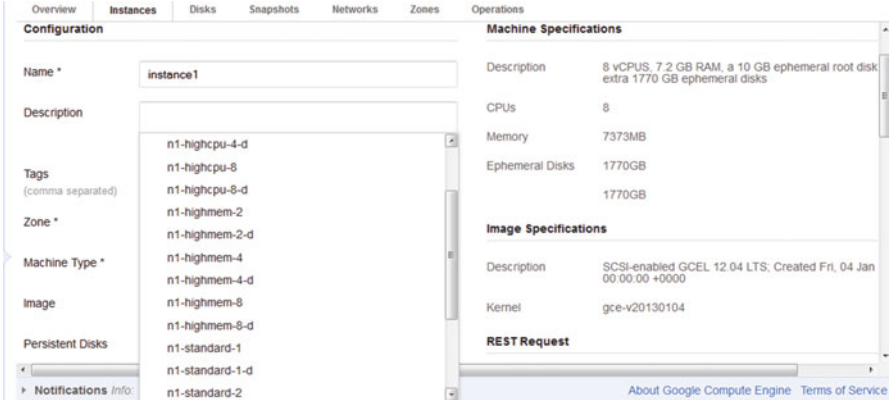 Overview Instances Disks Snapshots Networks Zones Operations
Configuration
Name *
instance1
Description
Tags
(comma separated)
Zone *
Machine Type *
Image
Persistent Disks
n1-highcpu-4-d
n1-highcpu-8
n1-highcpu-8-d
n1-highmem-2
n1-highmem-2-d
n1-highmem-4
n1-highmem-4-d
n1-highmem-8
n1-highmem-8-d
n1-standard-1
n1-standard-1-d
n1-standard-2
Machine Specifications
Description
8 vCPUS, 7.2 GB RAM, a 10 GB ephemeral root disk
extra 1770 GB ephemeral disks
CPUs 8
Memory 7373MB
Ephemeral Disks 1770GB
1770GB
Image Specifications
Description
SCSI-enabled GCEL 12.04 LTS; Created Fri, 04 Jan
00:00:00 +0000
Kernel gce-v20130104
REST Request
Notifications Info:
About Google Compute Engine Terms of Service